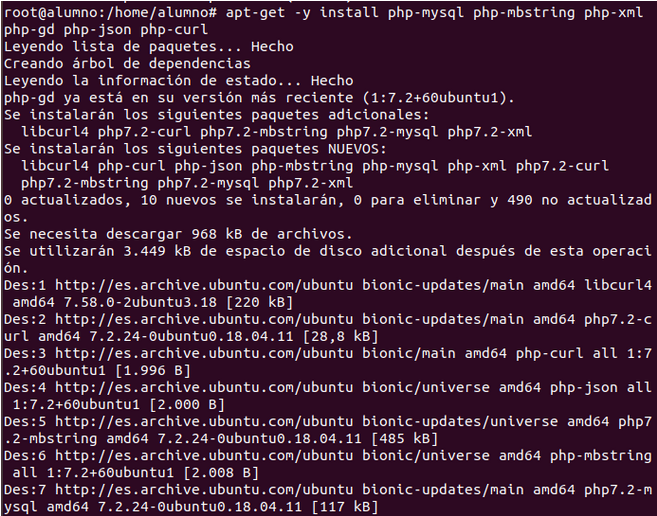 root@alumno:/home/alumno# apt-get -y install php-mysql php-mbstring php-xml
php-gd php-json php-curl
Leyendo lista de paquetes... Hecho
Creando árbol de dependencias
Leyendo la información de estado... Hecho
php-gd ya está en su versión más reciente (1:7.2+60ubuntu1).
Se instalarán los siguientes paquetes adicionales:
  libcurl4 php7.2-curl php7.2-mbstring php7.2-mysql php7.2-xml
Se instalarán los siguientes paquetes NUEVOS:
  libcurl4 php-curl php-json php-mbstring php-mysql php-xml php7.2-curl
  php7.2-mbstring php7.2-mysql php7.2-xml
0 actualizados, 10 nuevos se instalarán, 0 para eliminar y 490 no actualizad
os.
Se necesita descargar 968 kB de archivos.
Se utilizarán 3.449 kB de espacio de disco adicional después de esta operaci
ón.
Des:1 http://es.archive.ubuntu.com/ubuntu bionic-updates/main amd64 libcurl4
 amd64 7.58.0-2ubuntu3.18 [220 kB]
Des:2 http://es.archive.ubuntu.com/ubuntu bionic-updates/main amd64 php7.2-c
url amd64 7.2.24-0ubuntu0.18.04.11 [28,8 kB]
Des:3 http://es.archive.ubuntu.com/ubuntu bionic/main amd64 php-curl all 1:7
.2+60ubuntu1 [1.996 B]
Des:4 http://es.archive.ubuntu.com/ubuntu bionic/universe amd64 php-json all
 1:7.2+60ubuntu1 [2.000 B]
Des:5 http://es.archive.ubuntu.com/ubuntu bionic-updates/universe amd64 php7
.2-mbstring amd64 7.2.24-0ubuntu0.18.04.11 [485 kB]
Des:6 http://es.archive.ubuntu.com/ubuntu bionic/universe amd64 php-mbstring
 all 1:7.2+60ubuntu1 [2.008 B]
Des:7 http://es.archive.ubuntu.com/ubuntu bionic-updates/main amd64 php7.2-m
ysql amd64 7.2.24-0ubuntu0.18.04.11 [117 kB]